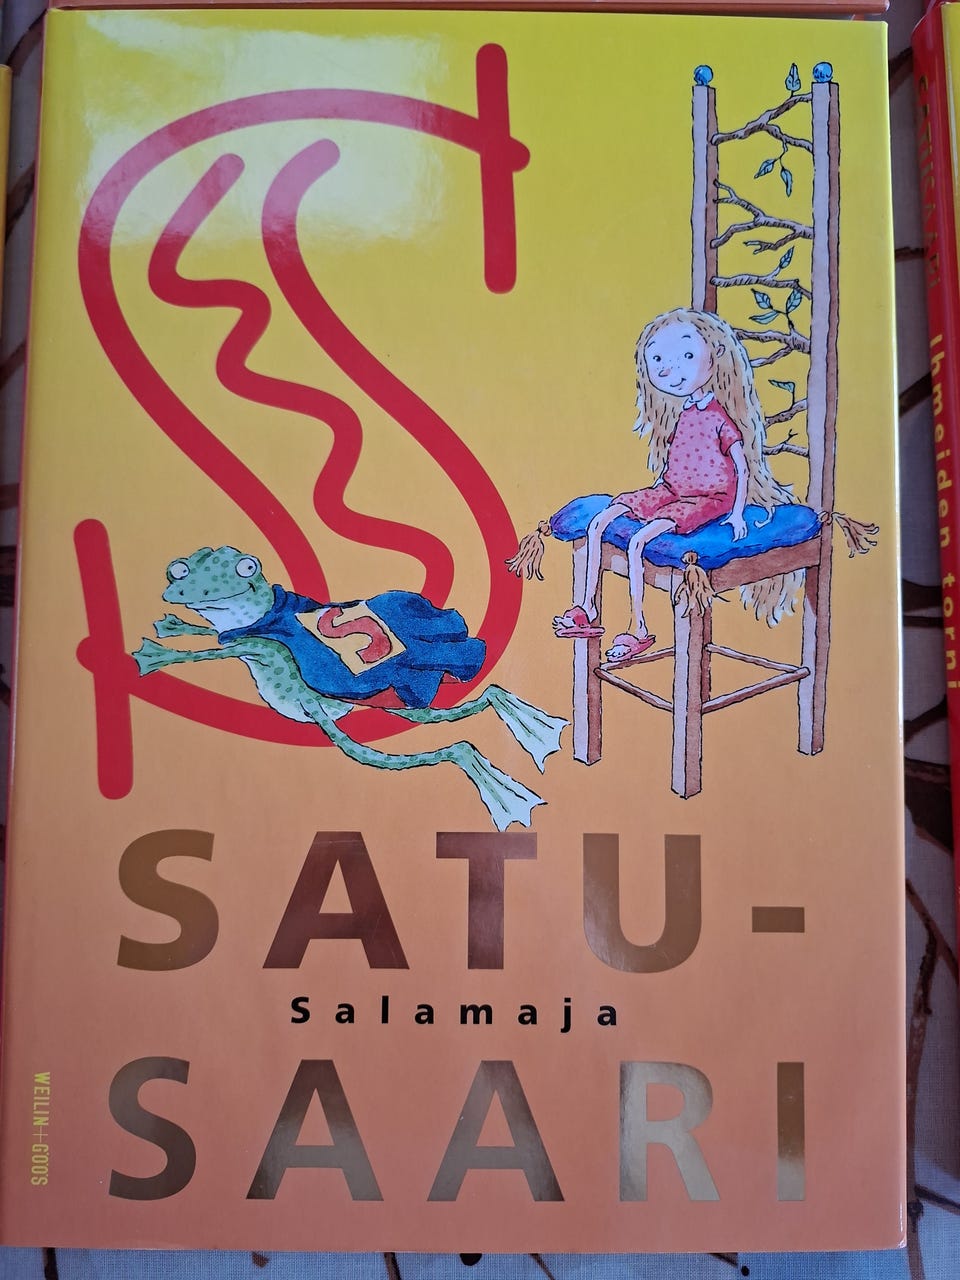 S
S
SATU-
Salamaja
SAARI
WEILIN+GÖÖS
Ihmeiden torni